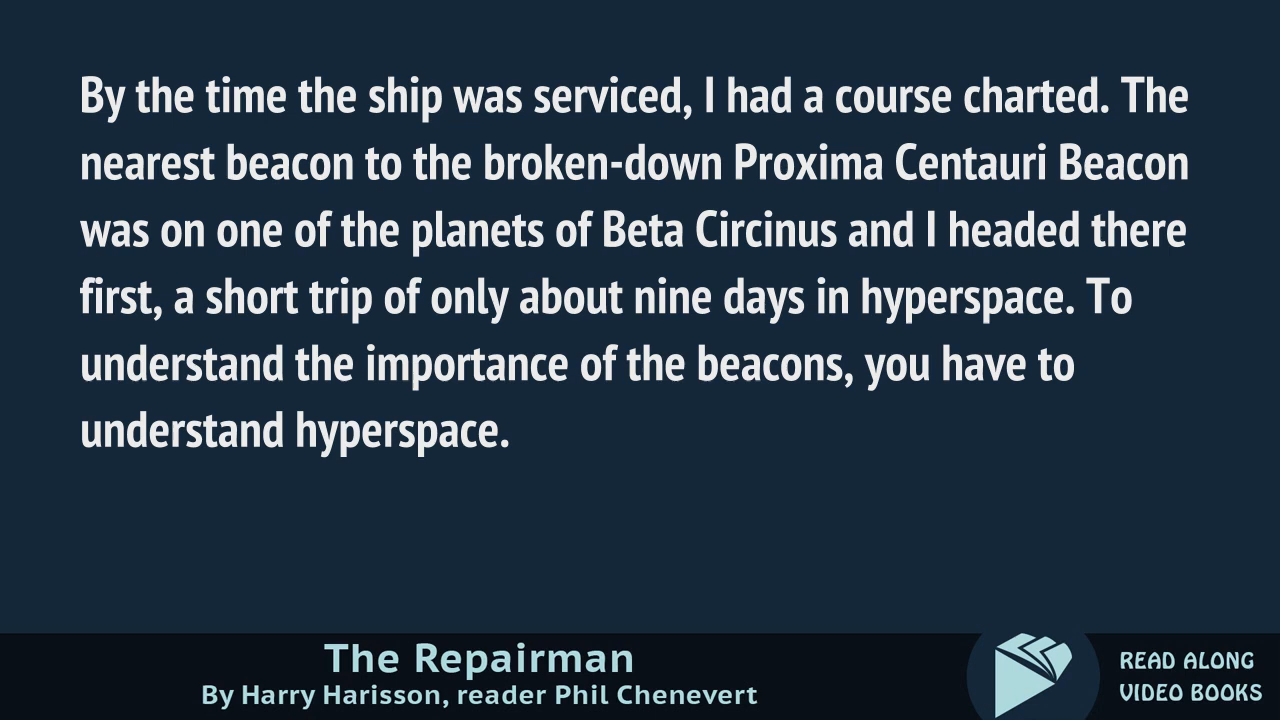 By the time the ship was serviced, I had a course charted. The
nearest beacon to the broken-down Proxima Centauri Beacon
was on one of the planets of Beta Circinus and I headed there
first, a short trip of only about nine days in hyperspace. To
understand the importance of the beacons, you have to
understand hyperspace.
The Repairman
By Harry Harisson, reader Phil Chenevert
READ ALONG
VIDEO BOOKS